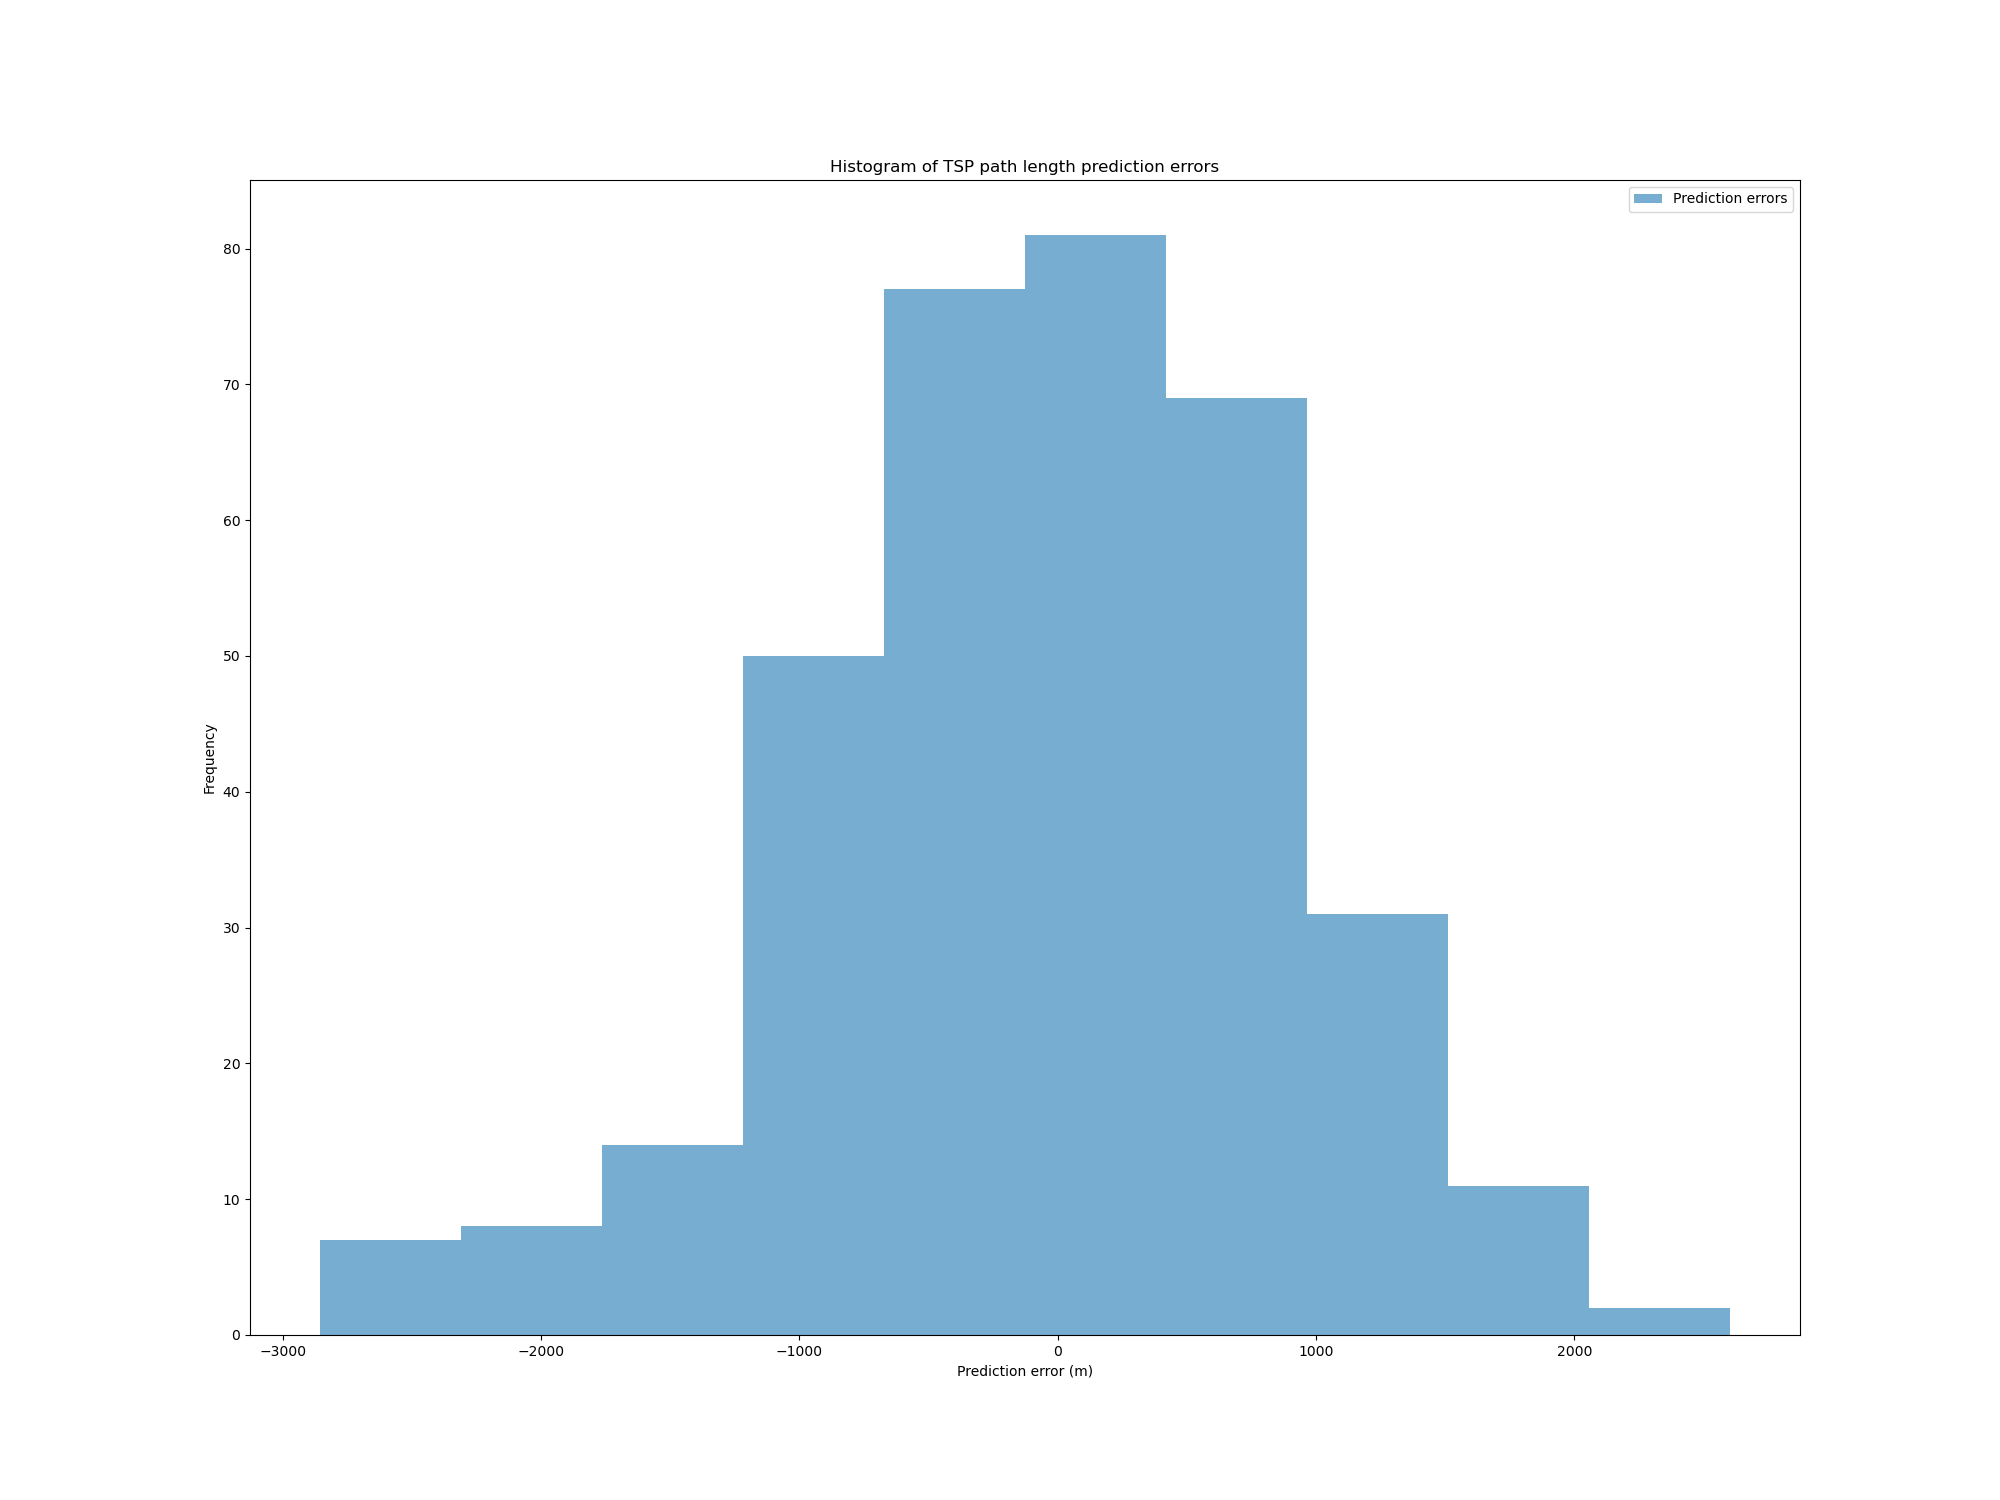 Histogram of TSP path length prediction errors
Prediction errors
80
70
60
50
40
30
20
10
0
Frequency
−3000 −2000 −1000 0 1000 2000
Prediction error (m)